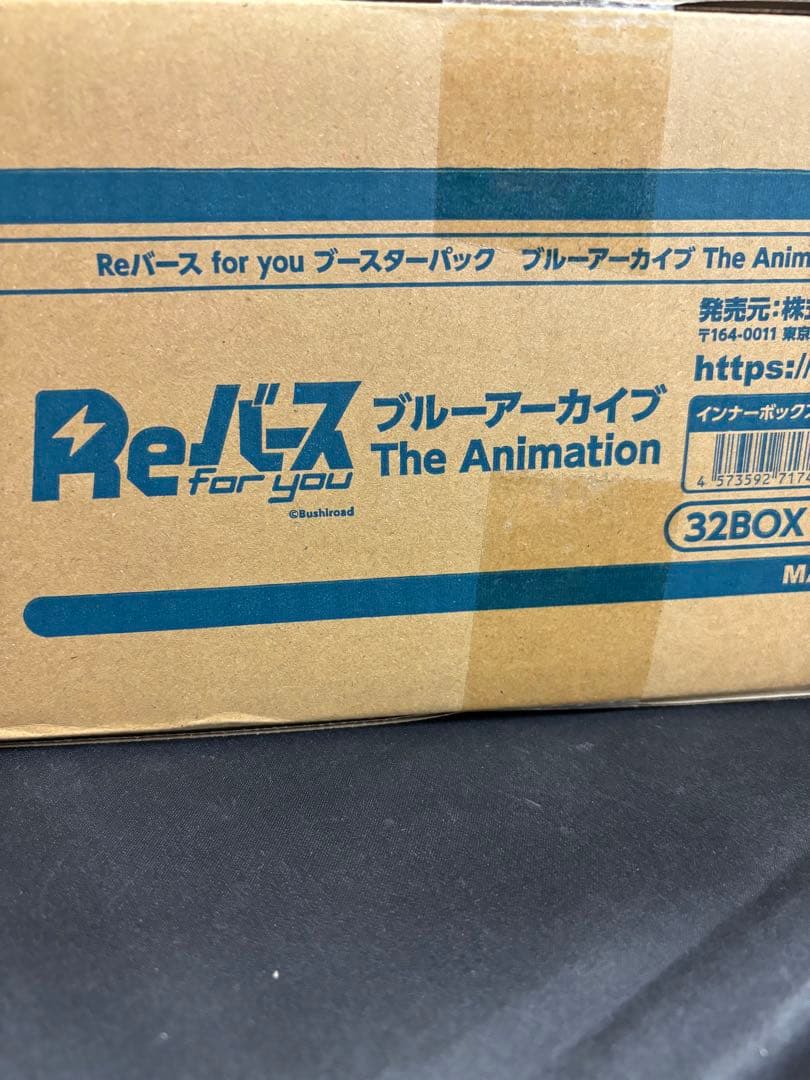 Reバース for you ブースターパック ブルーアーカイブ The Anim
発売元:株式
〒164-0011 東京
https://
Reバース
for you
ブルーアーカイブ
The Animation
©Bushiroad
インナーボックス
4 573592 7174
32BOX
MA